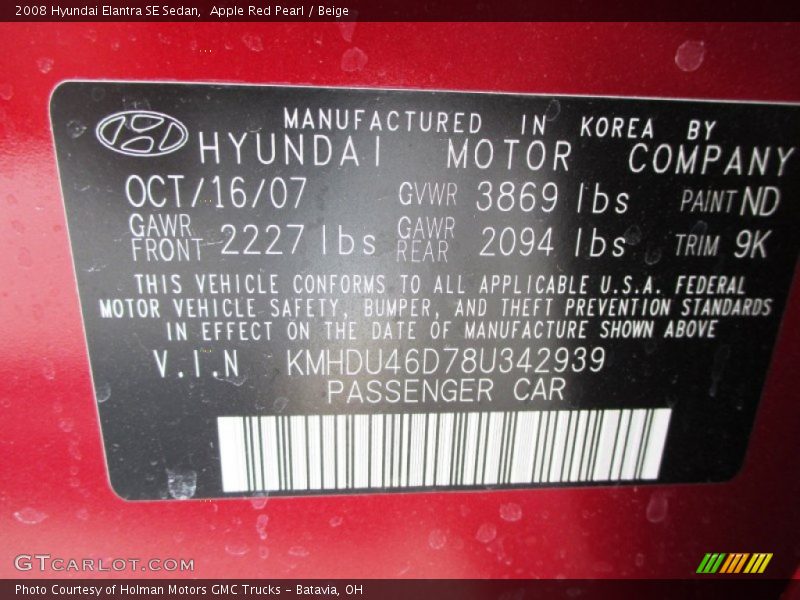 2008 Hyundai Elantra SE Sedan,  Apple Red Pearl / Beige
MANUFACTURED IN KOREA BY
HYUNDAI MOTOR COMPANY
OCT/16/07 GVWR 3869 lbs PAINT ND
GAWR FRONT 2227 lbs GAWR REAR 2094 lbs TRIM 9K
THIS VEHICLE CONFORMS TO ALL APPLICABLE U.S.A. FEDERAL
MOTOR VEHICLE SAFETY, BUMPER, AND THEFT PREVENTION STANDARDS
IN EFFECT ON THE DATE OF MANUFACTURE SHOWN ABOVE
V.I.N KMHDU46D78U342939
PASSENGER CAR
GTCARLOT.COM
Photo Courtesy of Holman Motors GMC Trucks - Batavia, OH